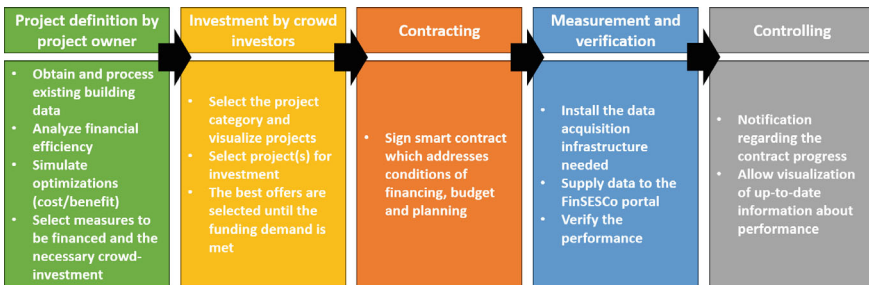 Project definition by
project owner
• Obtain and process
existing building
data
• Analyze financial
efficiency
• Simulate
optimizations
(cost/benefit)
• Select measures to
be financed and the
necessary crowd-
investment
Investment by crowd
investors
• Select the project
category and
visualize projects
• Select project(s) for
investment
• The best offers are
selected until the
funding demand is
met
Contracting
• Sign smart contract
which addresses
conditions of
financing, budget
and planning
Measurement and
verification
• Install the data
acquisition
infrastructure
needed
• Supply data to the
FinSESCo portal
• Verify the
performance
Controlling
• Notification
regarding the
contract progress
• Allow visualization
of up-to-date
information about
performance